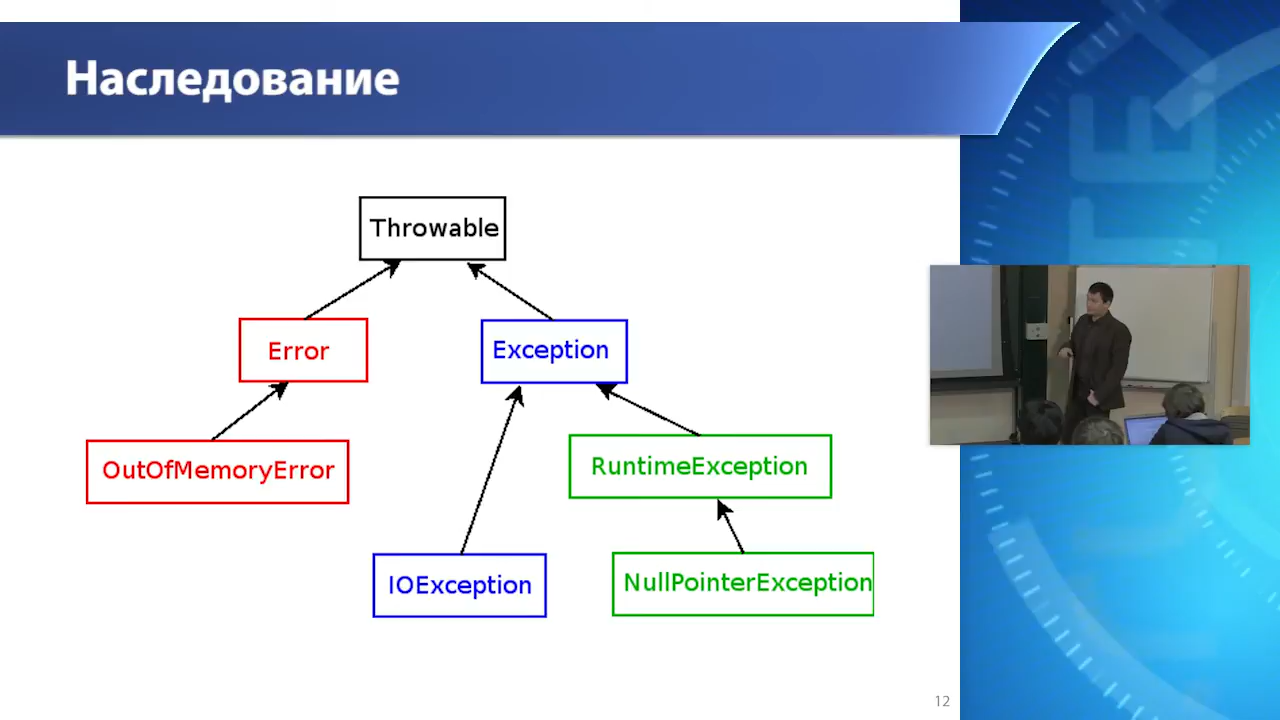 Наследование
Throwable
Error
Exception
OutOfMemoryError
RuntimeException
IOException
NullPointerException
12